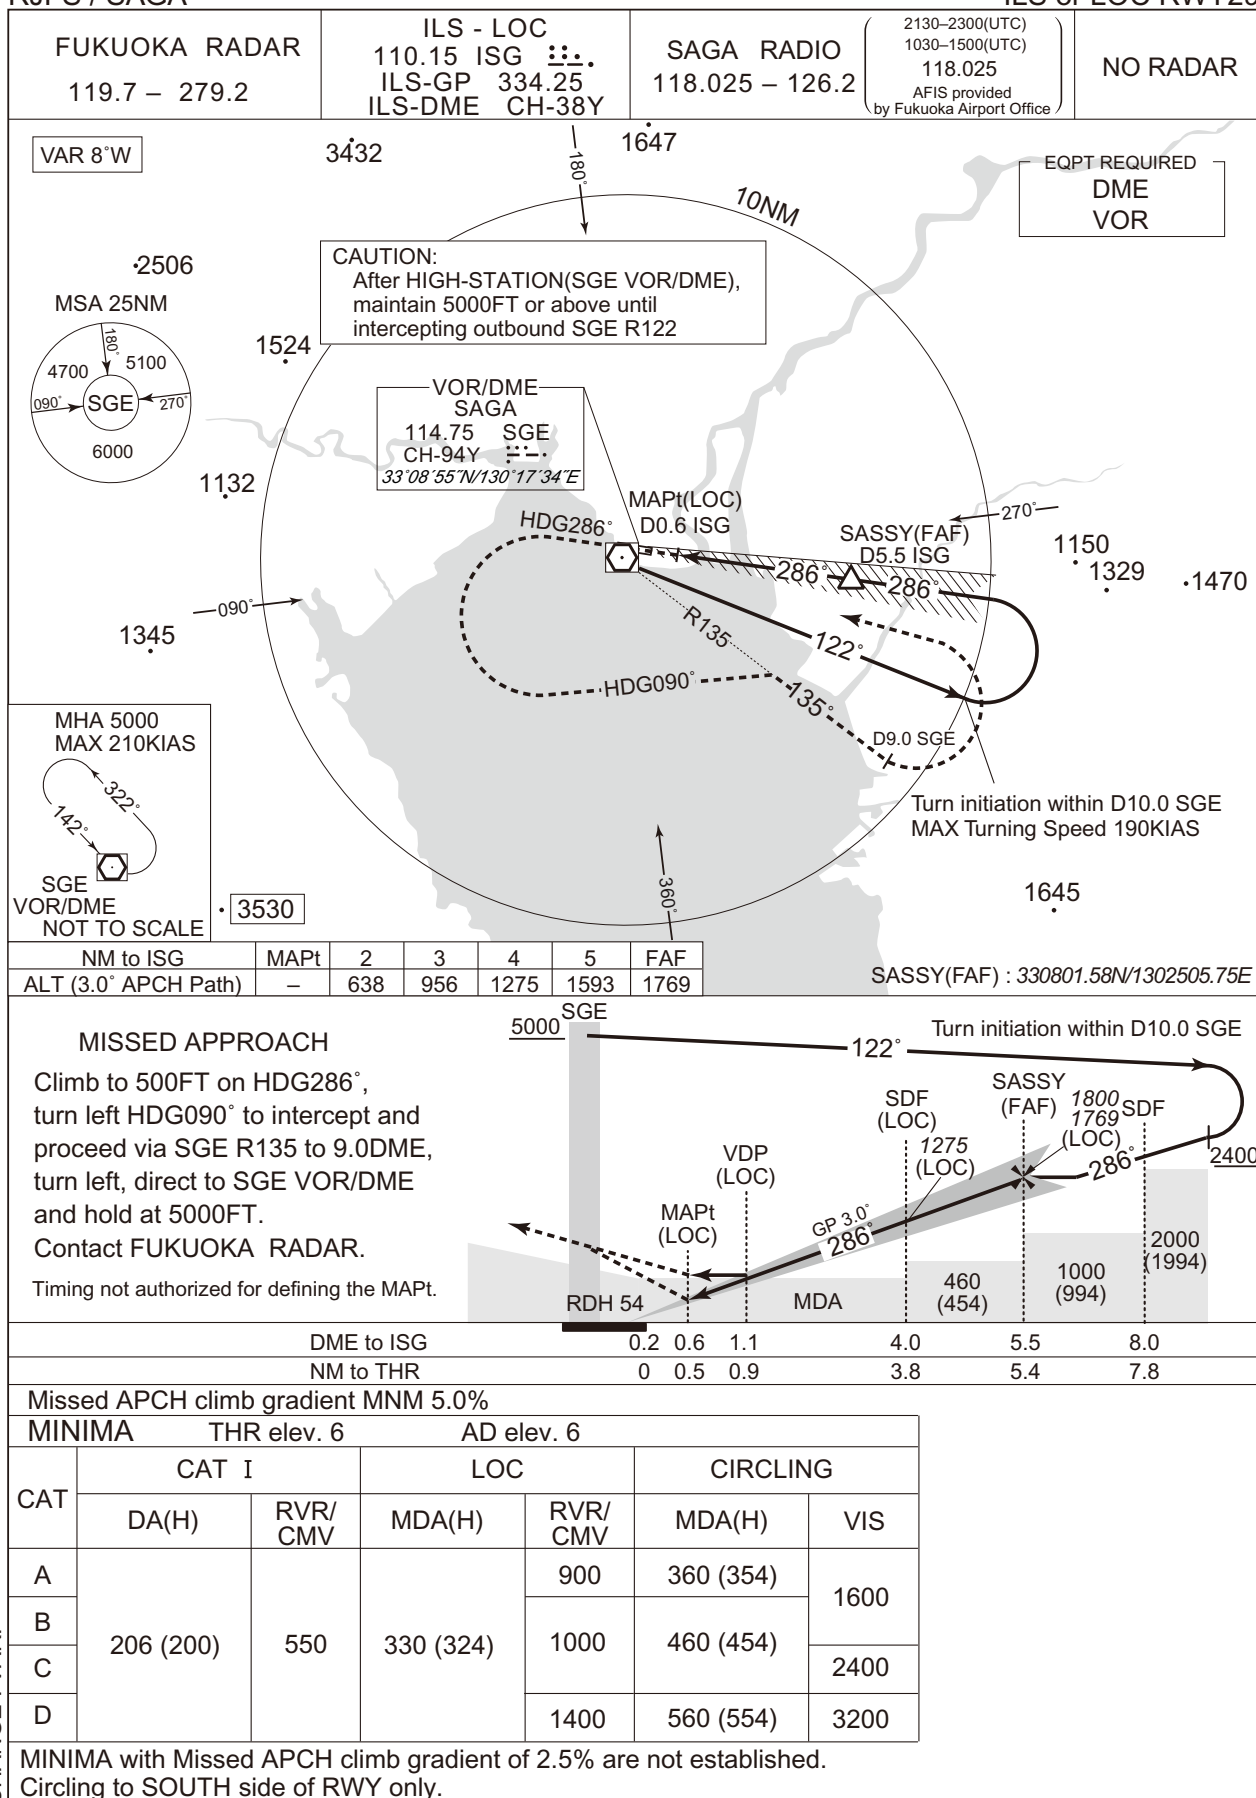 FUKUOKA RADAR
119.7 – 279.2
ILS - LOC
110.15 ISG
ILS-GP 334.25
ILS-DME CH-38Y
SAGA RADIO
118.025 – 126.2
2130–2300(UTC)
1030–1500(UTC)
118.025
AFIS provided
by Fukuoka Airport Office
NO RADAR
VAR 8°W
3432
180°
1647
EQPT REQUIRED
DME
VOR
10NM
2506
CAUTION:
After HIGH-STATION(SGE VOR/DME),
maintain 5000FT or above until
intercepting outbound SGE R122
MSA 25NM
180°
4700
5100
090°
SGE
270°
6000
1524
VOR/DME
SAGA
114.75 SGE
CH-94Y
33°08´55˝N/130°17´34˝E
1132
HDG286°
MAPt(LOC)
D0.6 ISG
SASSY(FAF)
D5.5 ISG
270°
1150
1329
1470
286°
286°
090°
1345
R135
122°
HDG090°
135°
D9.0 SGE
MHA 5000
MAX 210KIAS
322°
142°
SGE
VOR/DME
NOT TO SCALE
3530
Turn initiation within D10.0 SGE
MAX Turning Speed 190KIAS
360°
1645
NM to ISG MAPt 2 3 4 5 FAF
ALT (3.0° APCH Path) – 638 956 1275 1593 1769
SASSY(FAF) : 330801.58N/1302505.75E
MISSED APPROACH
Climb to 500FT on HDG286°,
turn left HDG090° to intercept and
proceed via SGE R135 to 9.0DME,
turn left, direct to SGE VOR/DME
and hold at 5000FT.
Contact FUKUOKA RADAR.
Timing not authorized for defining the MAPt.
SGE
5000
122°
Turn initiation within D10.0 SGE
SASSY
(FAF)
1800
1769
(LOC)
SDF
SDF
(LOC)
1275
(LOC)
286°
2400
VDP
(LOC)
MAPt
(LOC)
GP 3.0°
286°
RDH 54
MDA
460
(454)
1000
(994)
2000
(1994)
DME to ISG 0.2 0.6 1.1 4.0 5.5 8.0
NM to THR 0 0.5 0.9 3.8 5.4 7.8
Missed APCH climb gradient MNM 5.0%
MINIMA THR elev. 6 AD elev. 6
CAT CAT I LOC CIRCLING
DA(H) RVR/CMV MDA(H) RVR/CMV MDA(H) VIS
A 206 (200) 550 330 (324) 900 360 (354) 1600
B 1000 460 (454)
C 2400
D 1400 560 (554) 3200
MINIMA with Missed APCH climb gradient of 2.5% are not established.
Circling to SOUTH side of RWY only.